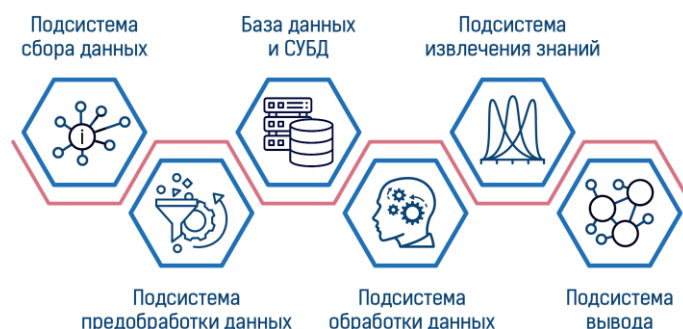 Подсистема
сбора данных
База данных
и СУБД
Подсистема
извлечения знаний
i
Подсистема
предобработки данных
Подсистема
обработки данных
Подсистема
вывода